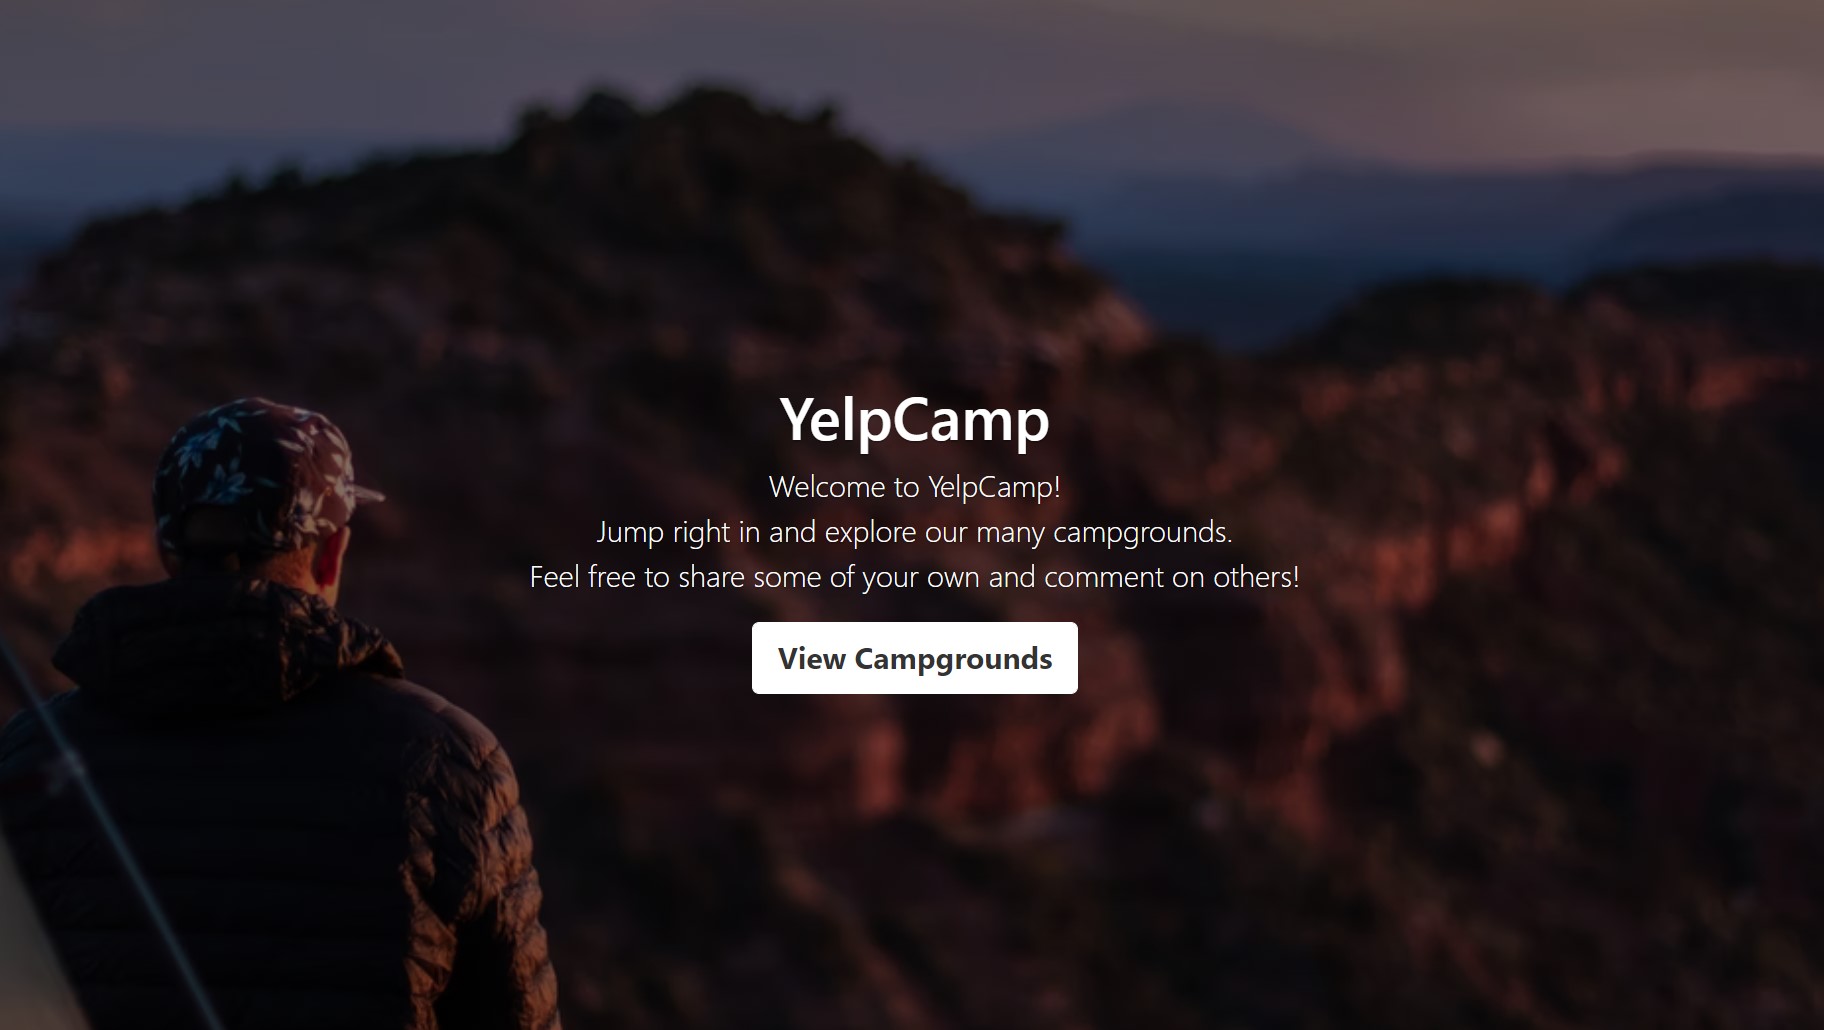 YelpCamp
Welcome to YelpCamp!
Jump right in and explore our many campgrounds.
Feel free to share some of your own and comment on others!
View Campgrounds